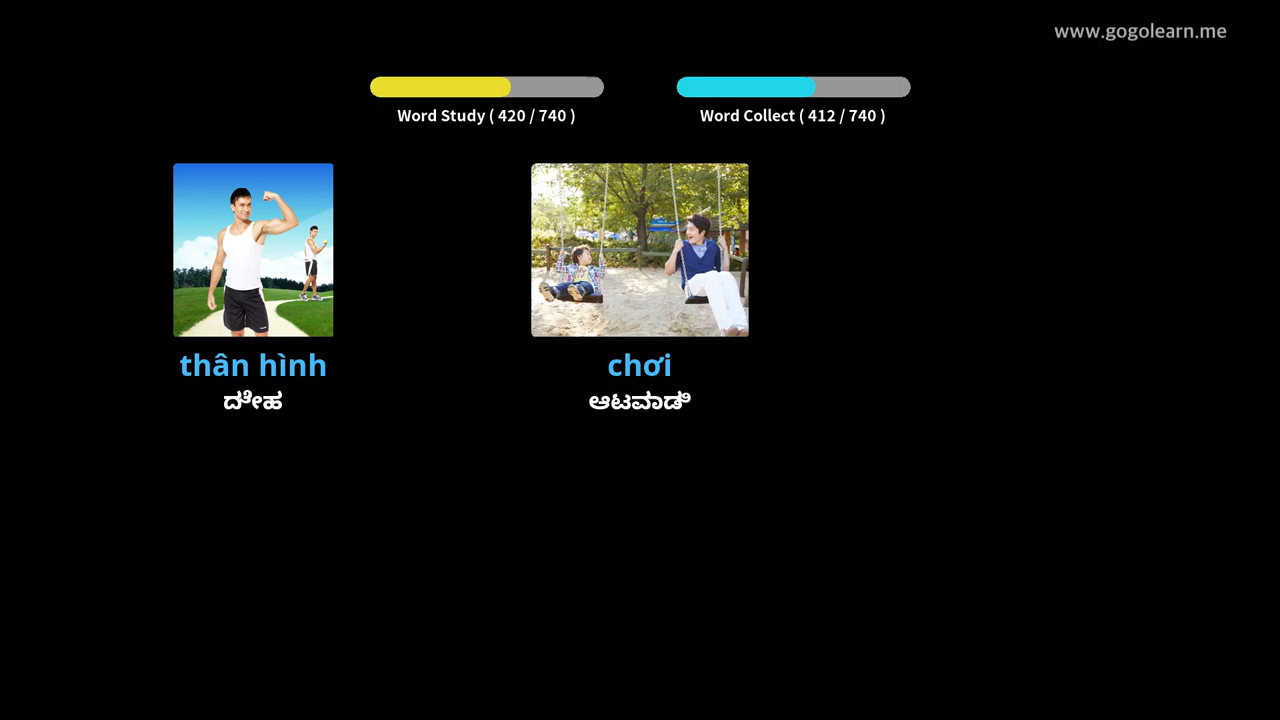 www.gogolearn.me
Word Study ( 420 / 740 )
Word Collect ( 412 / 740 )
thân hình
ದೇಹ
chơi
ಆಟವಾಡಿ